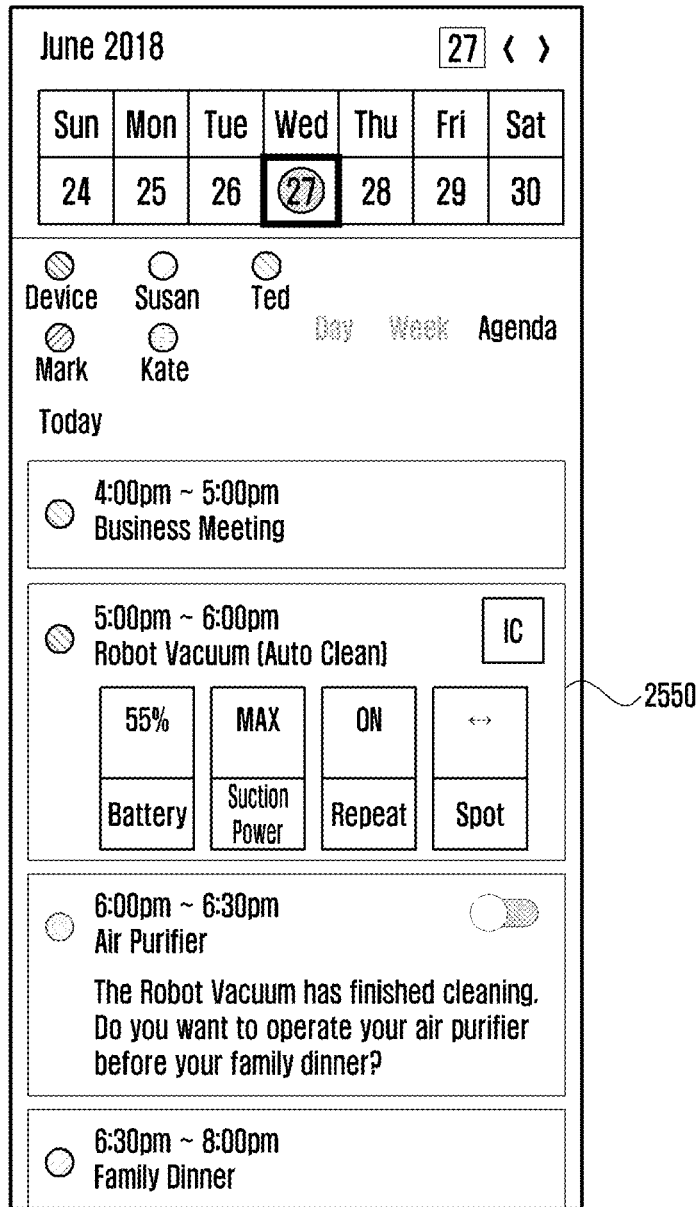 June 2018 27 < >
Sun Mon Tue Wed Thu Fri Sat
24 25 26 27 28 29 30
Device Susan Ted
Day Week Agenda
Mark Kate
Today
4:00pm ~ 5:00pm
Business Meeting
5:00pm ~ 6:00pm
Robot Vacuum (Auto Clean)
IC
2550
55% MAX ON ↔
Battery Suction Power Repeat Spot
6:00pm ~ 6:30pm
Air Purifier
The Robot Vacuum has finished cleaning.
Do you want to operate your air purifier
before your family dinner?
6:30pm ~ 8:00pm
Family Dinner